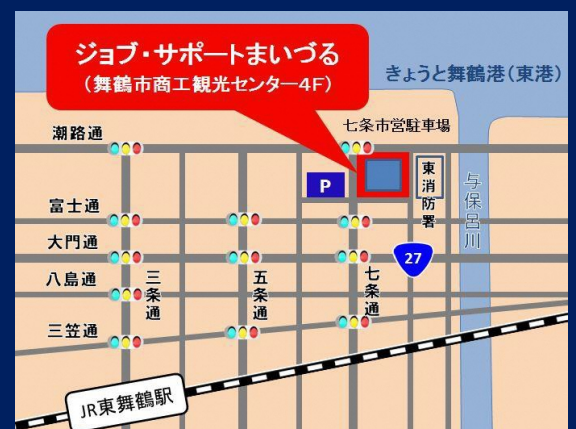 ジョブ・サポートまいづる
(舞鶴市商工観光センター4F)
きょうと舞鶴港(東港)
七条市営駐車場
潮路通
P
東消防署
与保呂川
富士通
大門通
27
八島通
三条通
五条通
七条通
三笠通
JR東舞鶴駅